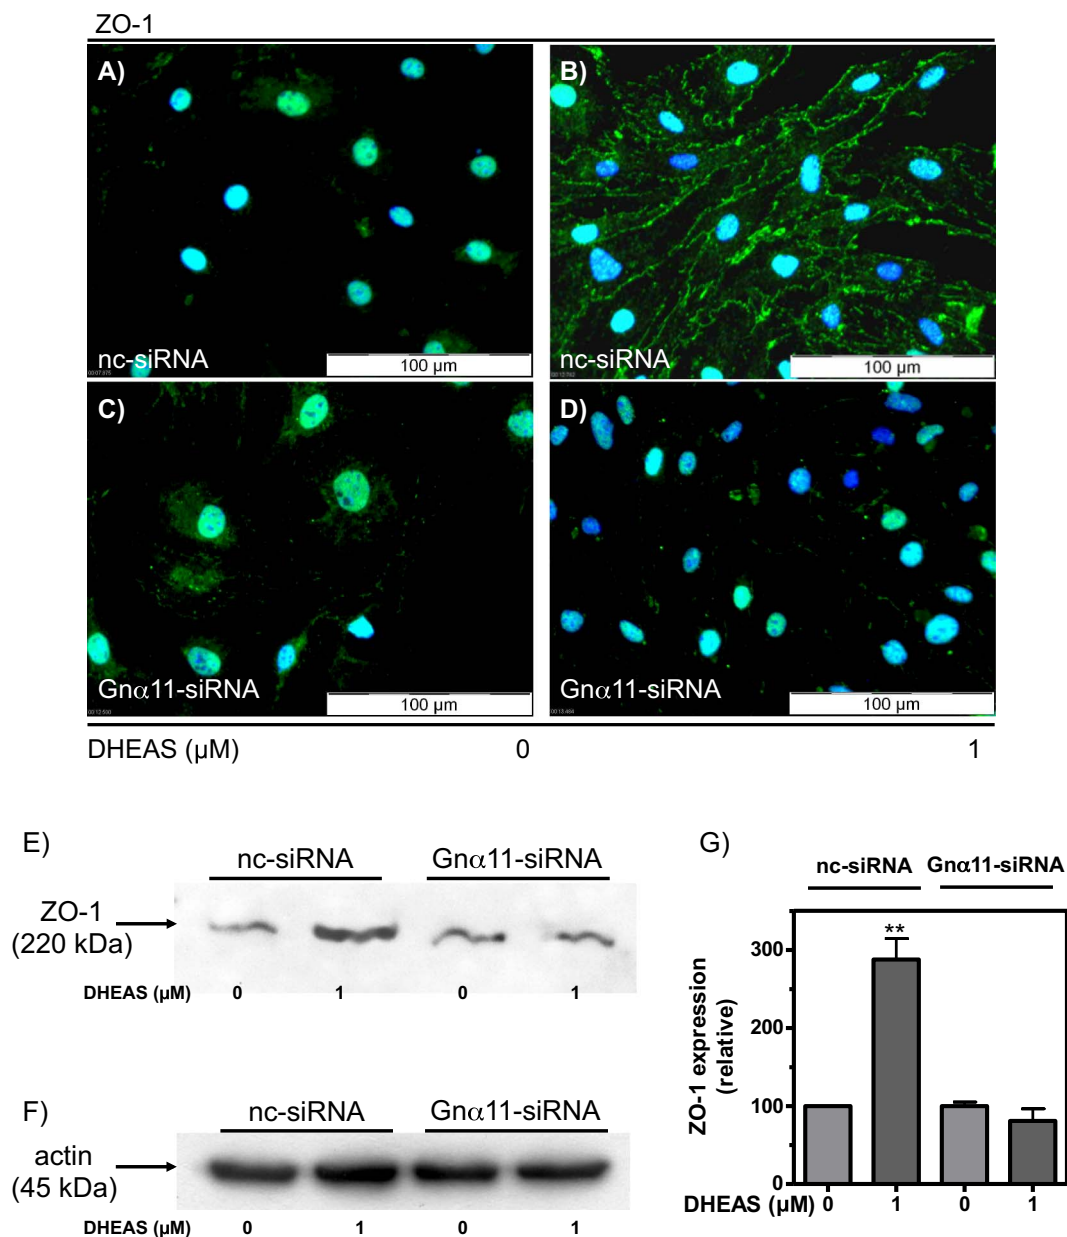 ZO-1
A)
B)
nc-siRNA
100 µm
nc-siRNA
100 µm
C)
D)
Gnα11-siRNA
100 µm
Gnα11-siRNA
100 µm
DHEAS (µM) 0 1
E)
nc-siRNA Gnα11-siRNA
ZO-1
(220 kDa)
DHEAS (µM) 0 1 0 1
F)
nc-siRNA Gnα11-siRNA
actin
(45 kDa)
DHEAS (µM) 0 1 0 1
G)
nc-siRNA Gnα11-siRNA
**
ZO-1 expression
(relative)
300
200
100
0
DHEAS (µM) 0 1 0 1